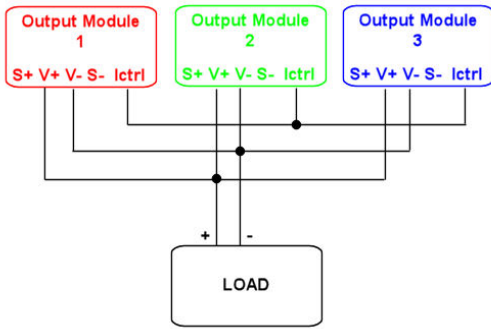 Output Module
1
S+ V+ V- S- Ictrl
Output Module
2
S+ V+ V- S- Ictrl
Output Module
3
S+ V+ V- S- Ictrl
+ -
LOAD